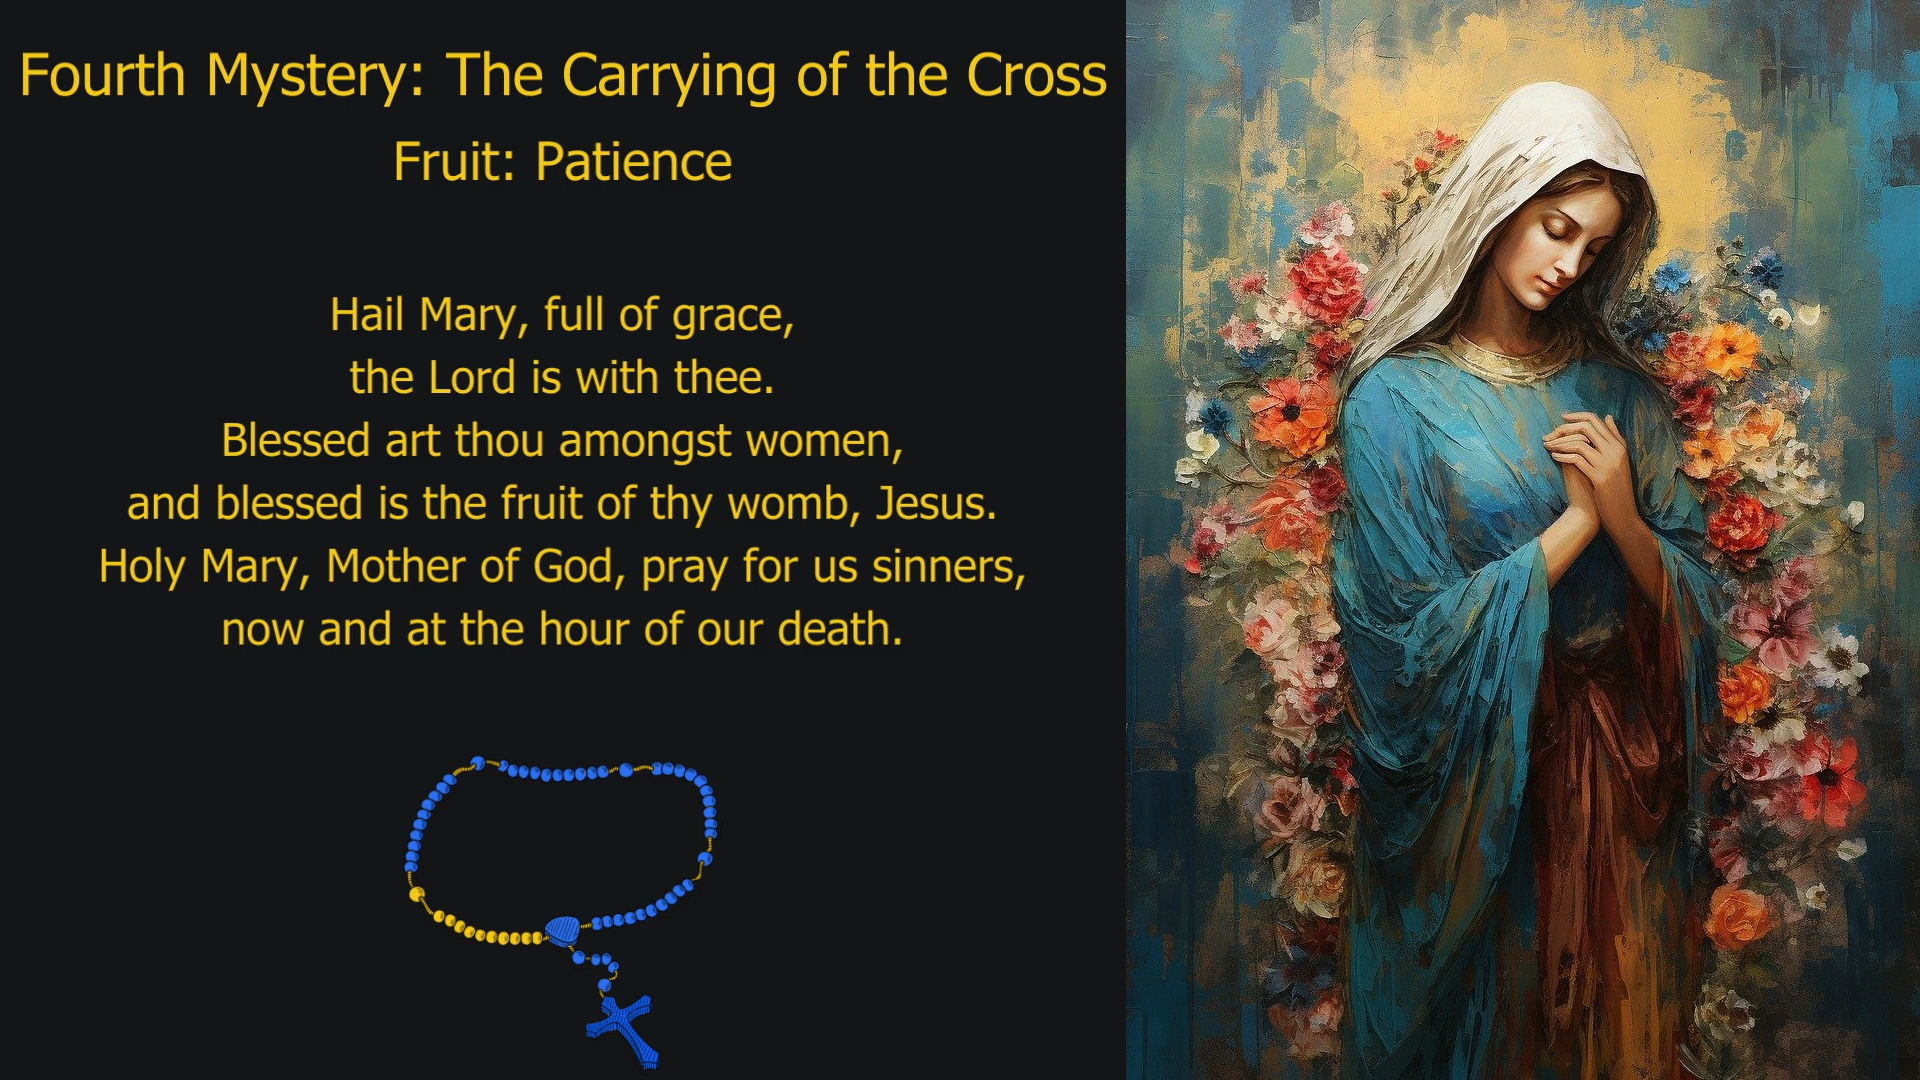 Fourth Mystery: The Carrying of the Cross
Fruit: Patience
Hail Mary, full of grace,
the Lord is with thee.
Blessed art thou amongst women,
and blessed is the fruit of thy womb, Jesus.
Holy Mary, Mother of God, pray for us sinners,
now and at the hour of our death.